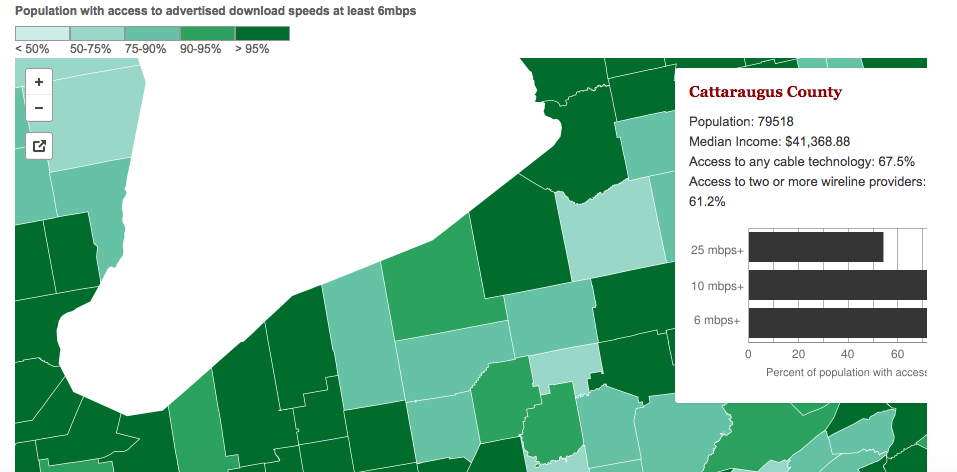 Population with access to advertised download speeds at least 6mbps
< 50% 50-75% 75-90% 90-95% > 95%
+
−
Cattaraugus County
Population: 79518
Median Income: $41,368.88
Access to any cable technology: 67.5%
Access to two or more wireline providers:
61.2%
25 mbps+
10 mbps+
6 mbps+
0 20 40 60
Percent of population with access